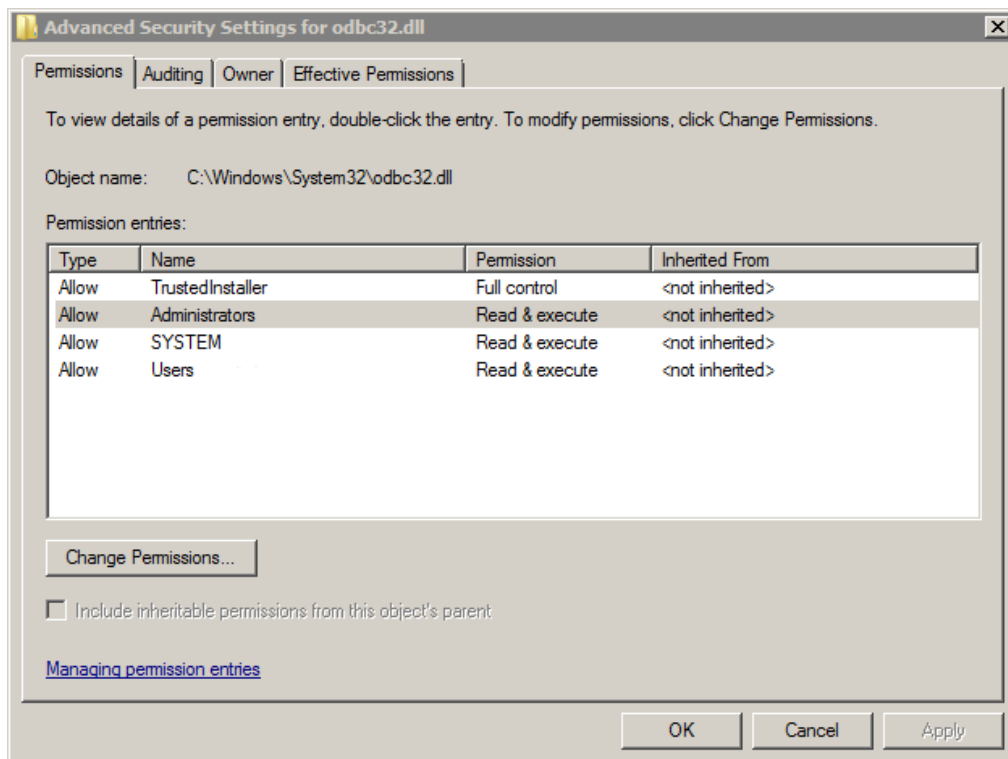 Advanced Security Settings for odbc32.dll
Permissions Auditing Owner Effective Permissions
To view details of a permission entry, double-click the entry. To modify permissions, click Change Permissions.
Object name: C:\Windows\System32\odbc32.dll
Permission entries:
Type Name Permission Inherited From
Allow TrustedInstaller Full control <not inherited>
Allow Administrators Read & execute <not inherited>
Allow SYSTEM Read & execute <not inherited>
Allow Users Read & execute <not inherited>
Change Permissions...
Include inheritable permissions from this object's parent
Managing permission entries
OK Cancel Apply